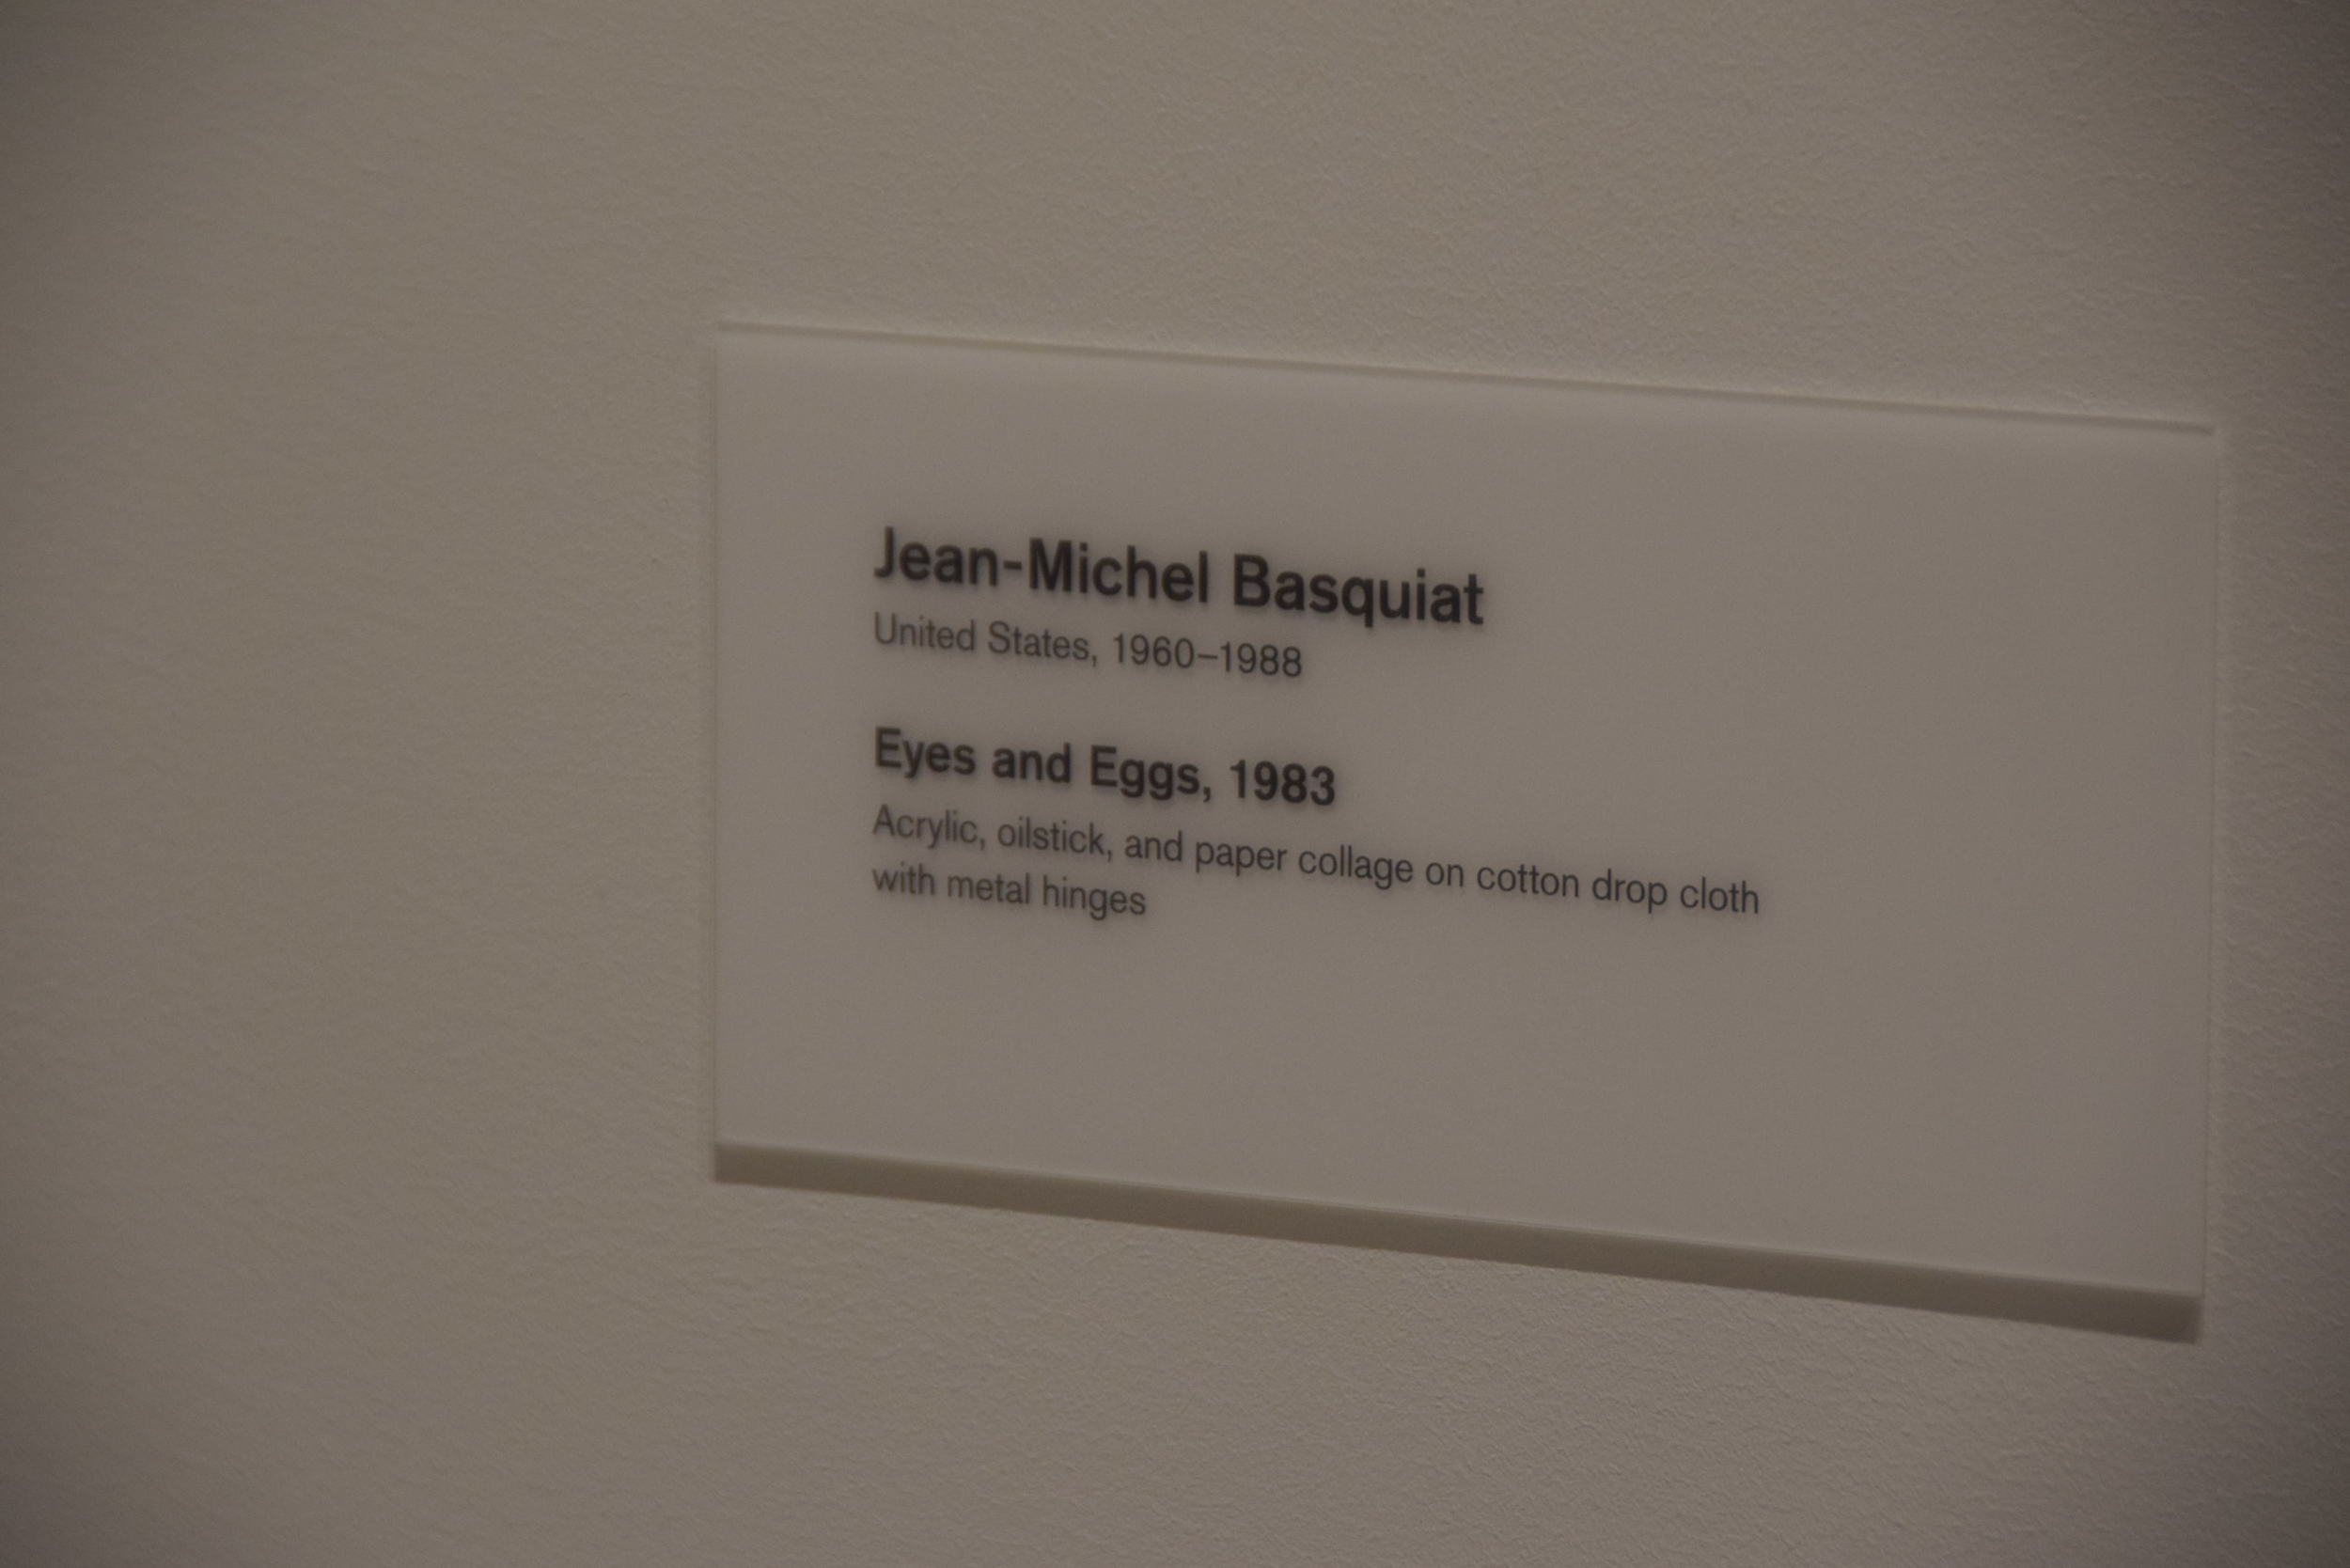 Jean-Michel Basquiat
United States, 1960–1988
Eyes and Eggs, 1983
Acrylic, oilstick, and paper collage on cotton drop cloth
with metal hinges